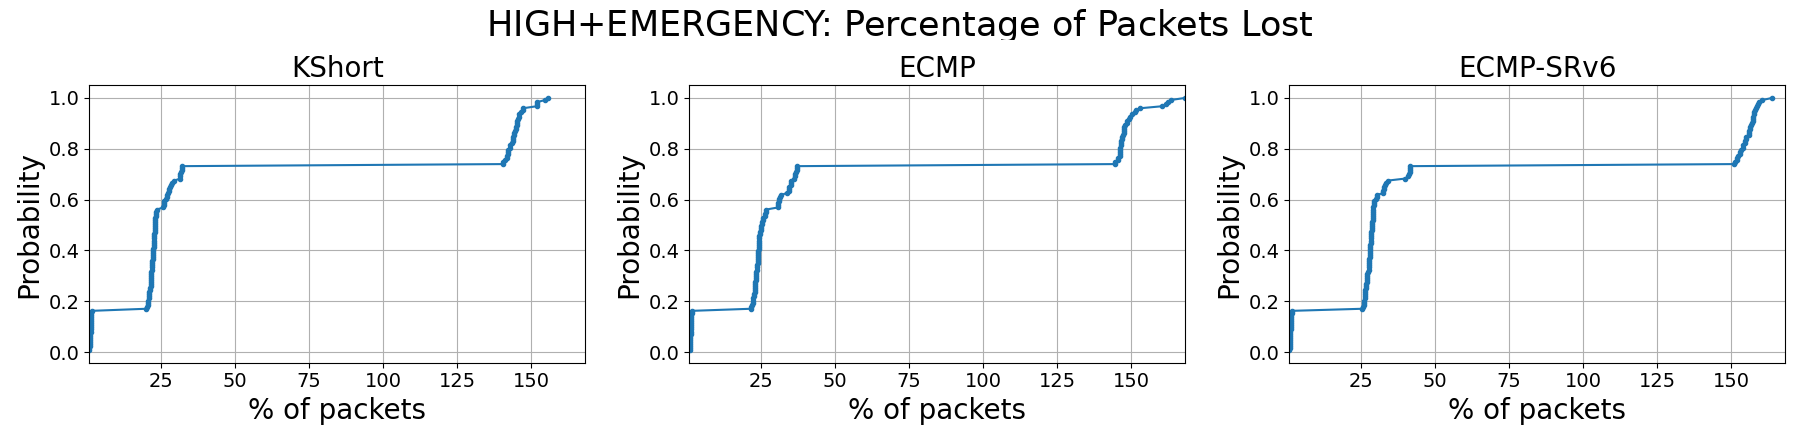 HIGH+EMERGENCY: Percentage of Packets Lost
KShort
Probability
1.0
0.8
0.6
0.4
0.2
0.0
25 50 75 100 125 150
% of packets
ECMP
Probability
1.0
0.8
0.6
0.4
0.2
0.0
25 50 75 100 125 150
% of packets
ECMP-SRv6
Probability
1.0
0.8
0.6
0.4
0.2
0.0
25 50 75 100 125 150
% of packets